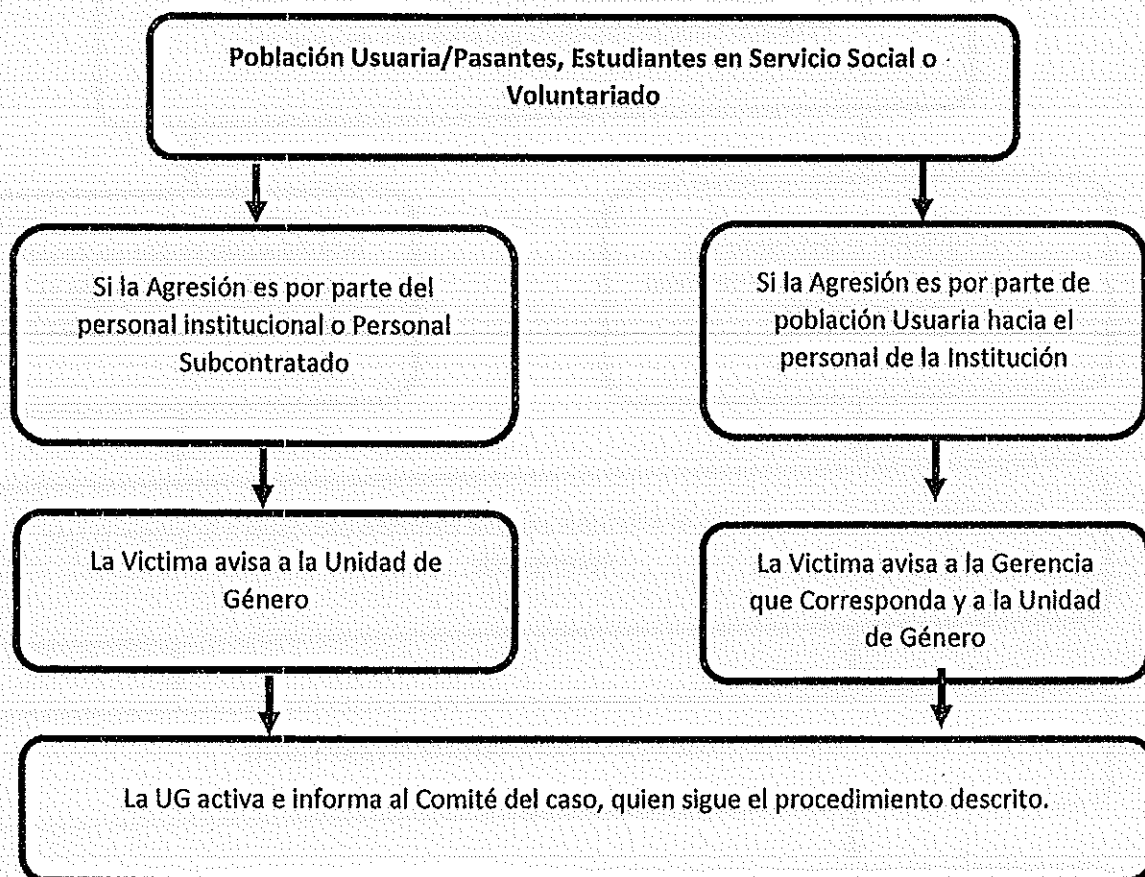 Población Usuaria/Pasantes, Estudiantes en Servicio Social o
Voluntariado
Si la Agresión es por parte del
personal institucional o Personal
Subcontratado
Si la Agresión es por parte de
población Usuaria hacia el
personal de la Institución
La Victima avisa a la Unidad de
Género
La Victima avisa a la Gerencia
que Corresponda y a la Unidad
de Género
La UG activa e informa al Comité del caso, quien sigue el procedimiento descrito.